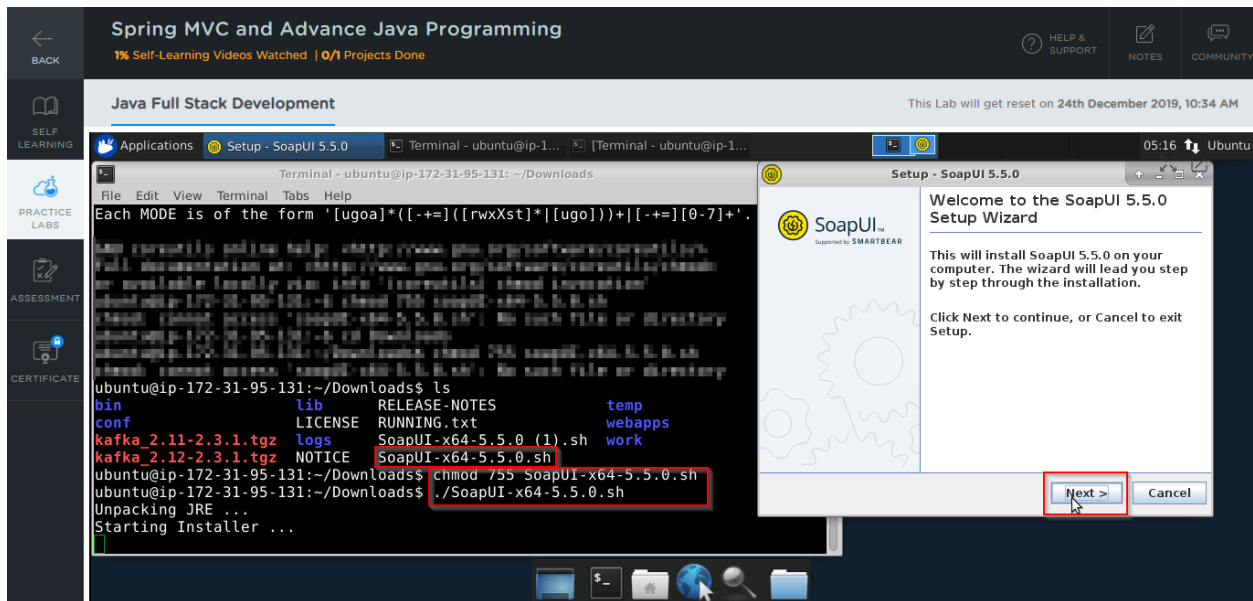 BACK
Spring MVC and Advance Java Programming
1% Self-Learning Videos Watched | 0/1 Projects Done
HELP & SUPPORT
NOTES
COMMUNITY
SELF LEARNING
PRACTICE LABS
ASSESSMENT
CERTIFICATE
Java Full Stack Development
This Lab will get reset on 24th December 2019, 10:34 AM
Applications
Setup - SoapUI 5.5.0
Terminal - ubuntu@ip-1...
[Terminal - ubuntu@ip-1...
05:16
Ubuntu
Terminal - ubuntu@ip-172-31-95-131: ~/Downloads
File Edit View Terminal Tabs Help
Each MODE is of the form '[ugoa]*([-+=]([rwxXst]*|[ugo]))+|[-+=][0-7]+'.
ubuntu@ip-172-31-95-131:~/Downloads$ ls
bin lib RELEASE-NOTES temp
conf LICENSE RUNNING.txt webapps
kafka_2.11-2.3.1.tgz logs SoapUI-x64-5.5.0 (1).sh work
kafka_2.12-2.3.1.tgz NOTICE SoapUI-x64-5.5.0.sh
ubuntu@ip-172-31-95-131:~/Downloads$ chmod 755 SoapUI-x64-5.5.0.sh
ubuntu@ip-172-31-95-131:~/Downloads$ ./SoapUI-x64-5.5.0.sh
Unpacking JRE ...
Starting Installer ...
$_
Setup - SoapUI 5.5.0
SoapUI™
Supported by SMARTBEAR
Welcome to the SoapUI 5.5.0
Setup Wizard
This will install SoapUI 5.5.0 on your
computer. The wizard will lead you step
by step through the installation.
Click Next to continue, or Cancel to exit
Setup.
Next >
Cancel